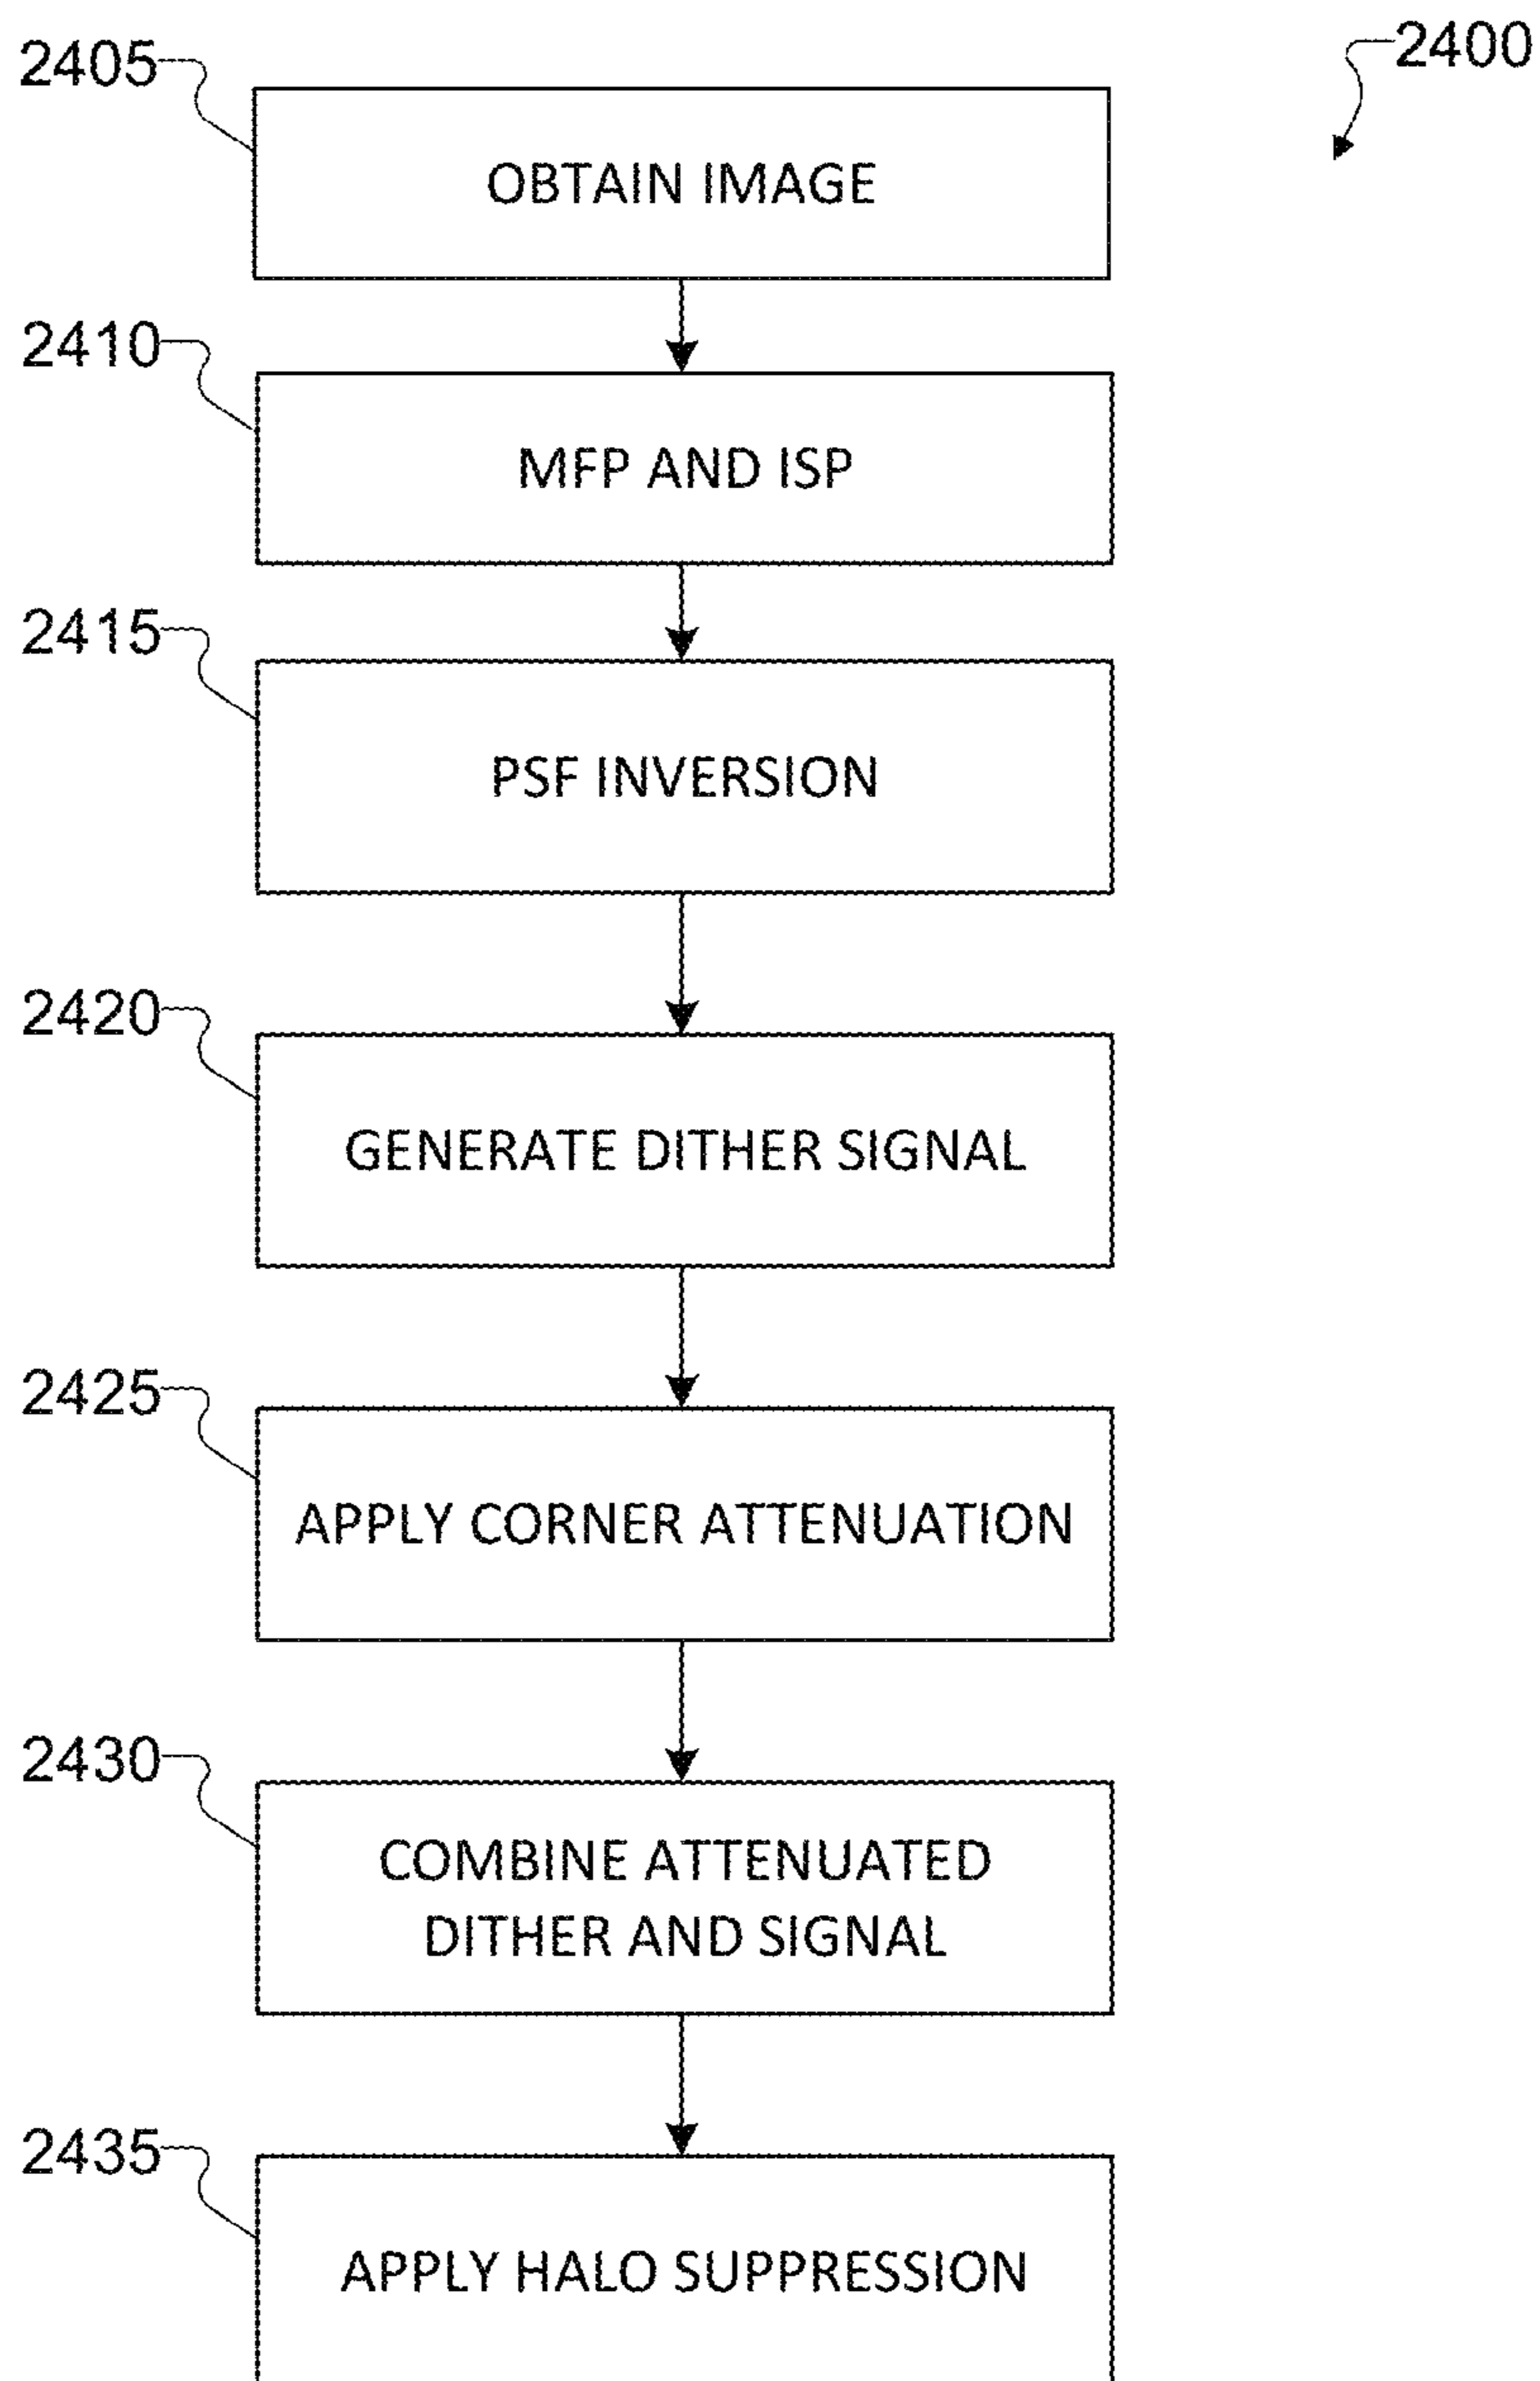 2400
2405
OBTAIN IMAGE
2410
MFP AND ISP
2415
PSF INVERSION
2420
GENERATE DITHER SIGNAL
2425
APPLY CORNER ATTENUATION
2430
COMBINE ATTENUATED
DITHER AND SIGNAL
2435
APPLY HALO SUPPRESSION